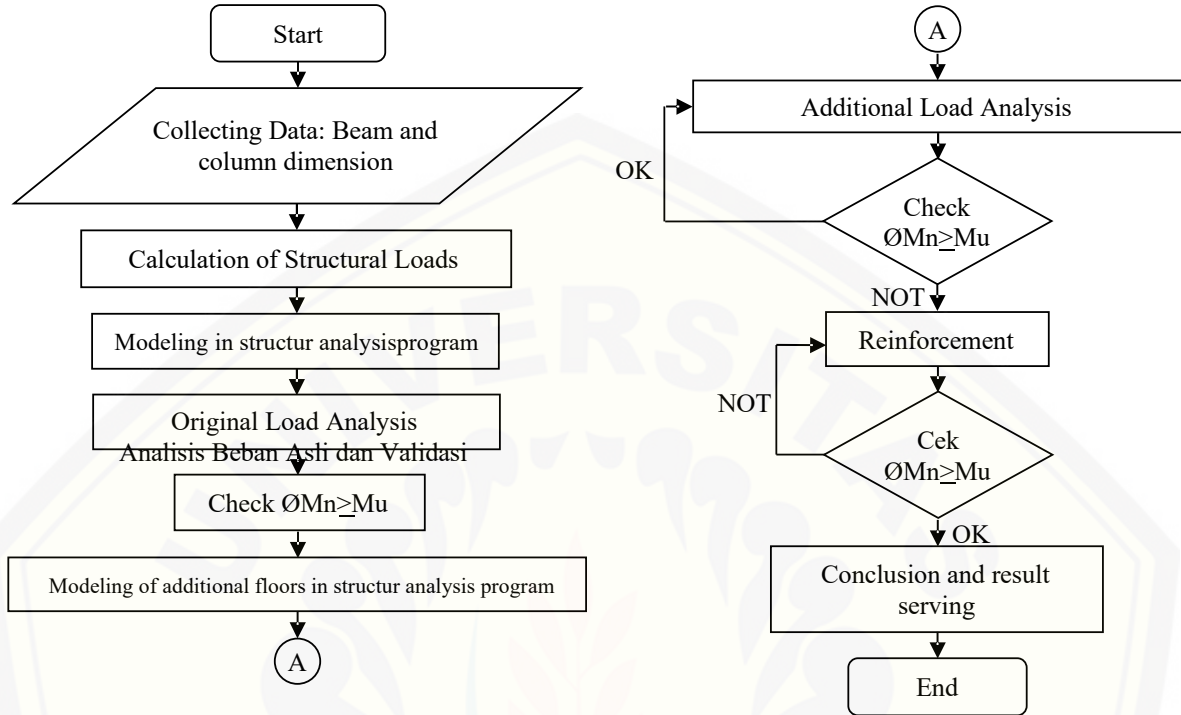 Start
Collecting Data: Beam and
column dimension
Calculation of Structural Loads
Modeling in structur analysisprogram
Original Load Analysis
Analisis Beban Asli dan Validasi
Check ØMn≥Mu
Modeling of additional floors in structur analysis program
A
A
Additional Load Analysis
OK
Check
ØMn≥Mu
NOT
Reinforcement
NOT
Cek
ØMn≥Mu
OK
Conclusion and result
serving
End
UNIVERSITAS